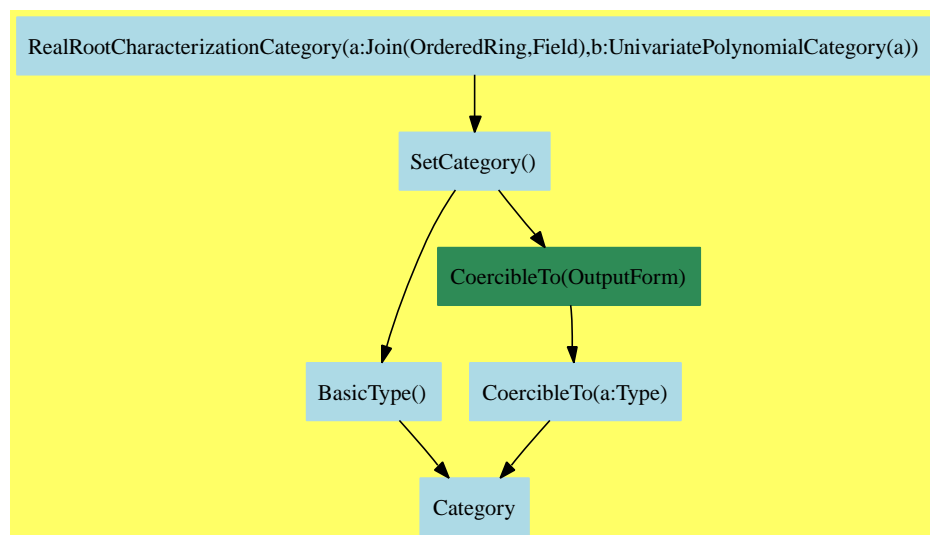 RealRootCharacterizationCategory(a:Join(OrderedRing,Field),b:UnivariatePolynomialCategory(a))
SetCategory()
CoercibleTo(OutputForm)
BasicType()
CoercibleTo(a:Type)
Category